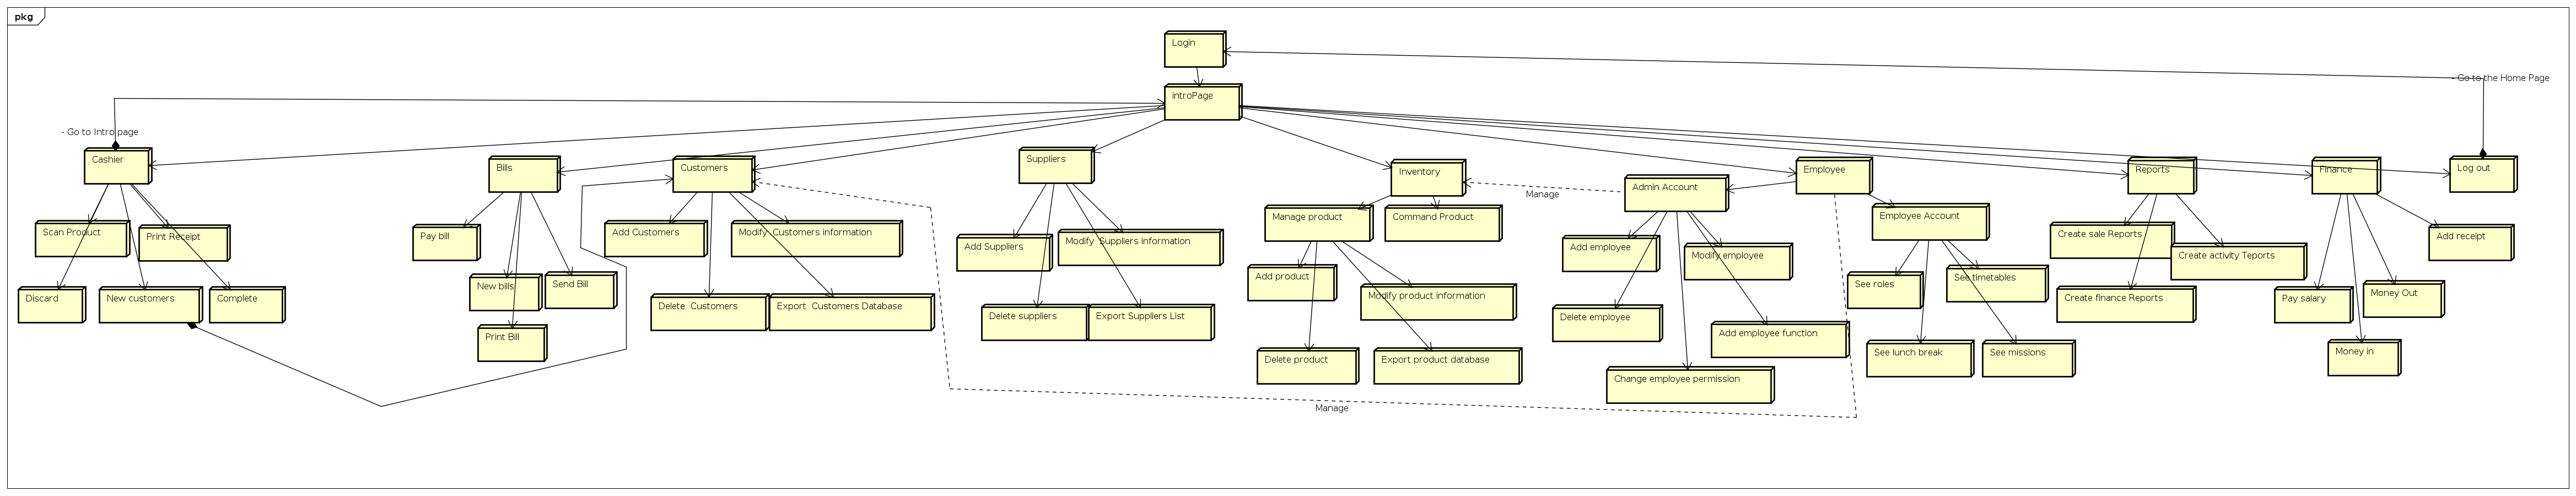 pkg
Login
- Go to the Home Page
introPage
- Go to Intro page
Cashier
Bills
Customers
Suppliers
Inventory
Admin Account
Employee
Reports
Finance
Log out
Manage
Scan Product
Print Receipt
Pay bill
Add Customers
Modify  Customers information
Add Suppliers
Modify  Suppliers information
Manage product
Command Product
Add employee
Modify employee
Employee Account
Create sale Reports
Create activity Teports
Add receipt
Discard
New customers
Complete
New bills
Send Bill
Print Bill
Delete  Customers
Export  Customers Database
Delete suppliers
Export Suppliers List
Add product
Modify product information
Delete product
Export product database
Delete employee
Add employee function
Change employee permission
See roles
See timetables
See lunch break
See missions
Create finance Reports
Pay salary
Money Out
Money in
Manage